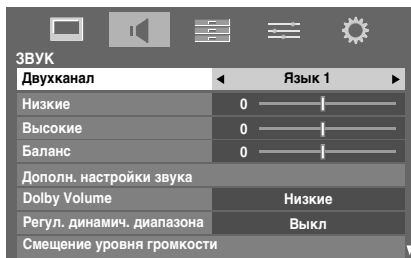 ЗВУК
Двухканал ◄ Язык 1 ►
Низкие 0
Высокие 0
Баланс 0
Дополн. настройки звука
Dolby Volume Низкие
Регул. динамич. диапазона Выкл
Смещение уровня громкости